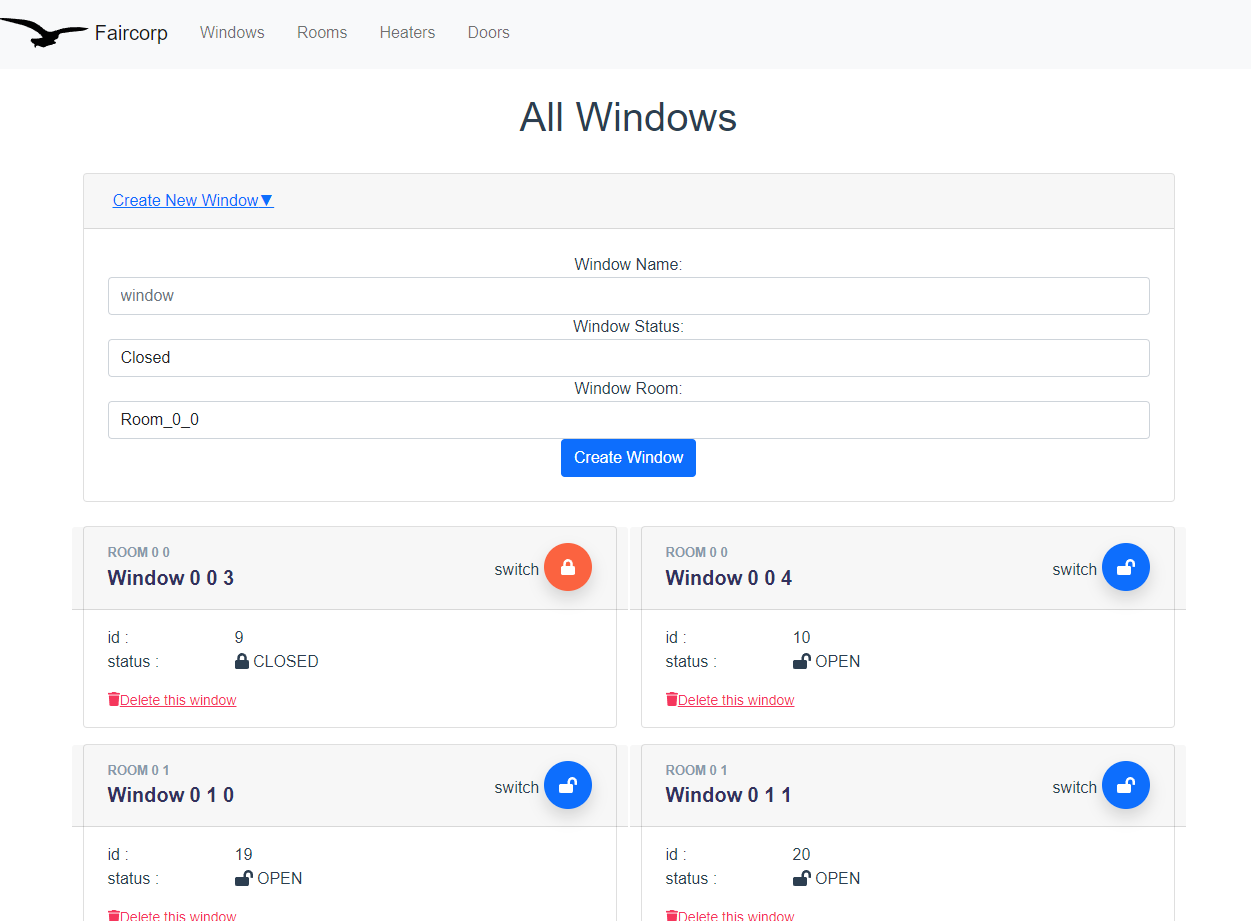 Faircorp Windows Rooms Heaters Doors
All Windows
Create New Window▼
Window Name:
window
Window Status:
Closed
Window Room:
Room_0_0
Create Window
ROOM 0 0
Window 0 0 3
switch
id : 9
status : CLOSED
Delete this window
ROOM 0 0
Window 0 0 4
switch
id : 10
status : OPEN
Delete this window
ROOM 0 1
Window 0 1 0
switch
id : 19
status : OPEN
Delete this window
ROOM 0 1
Window 0 1 1
switch
id : 20
status : OPEN
Delete this window